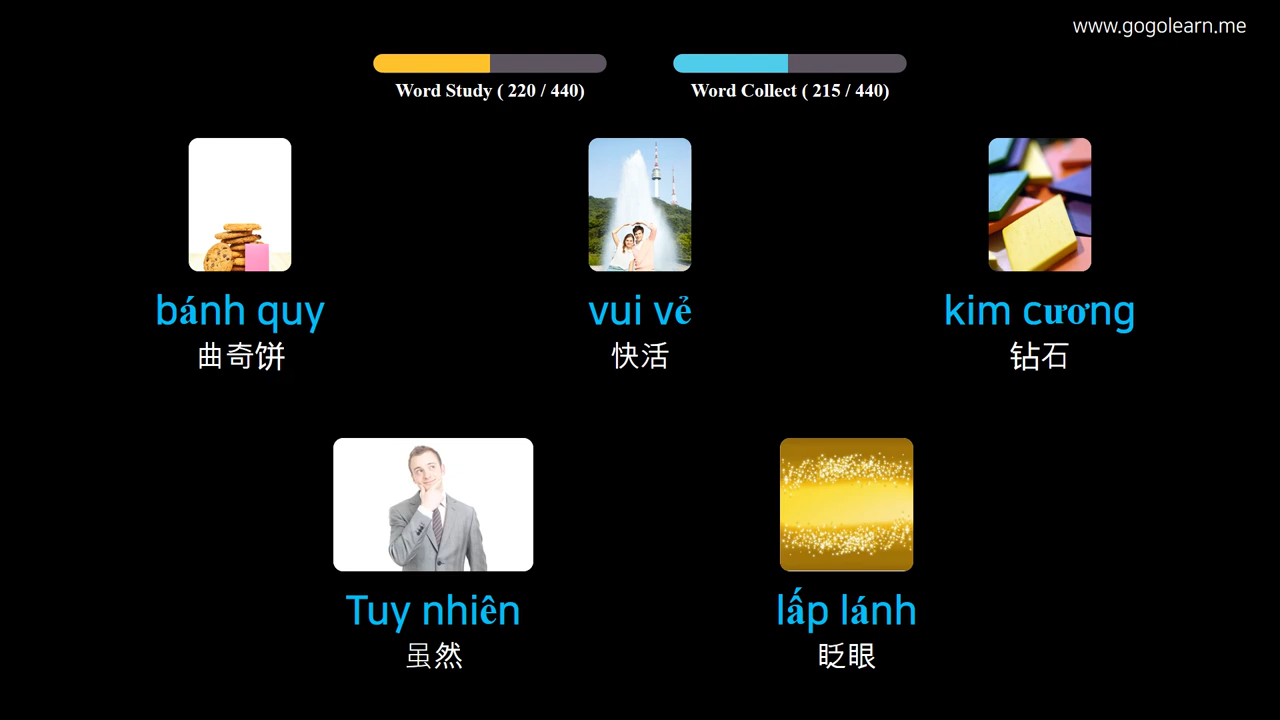 www.gogolearn.me
Word Study ( 220 / 440)
Word Collect ( 215 / 440)
bánh quy
曲奇饼
vui vẻ
快活
kim cương
钻石
Tuy nhiên
虽然
lấp lánh
眨眼